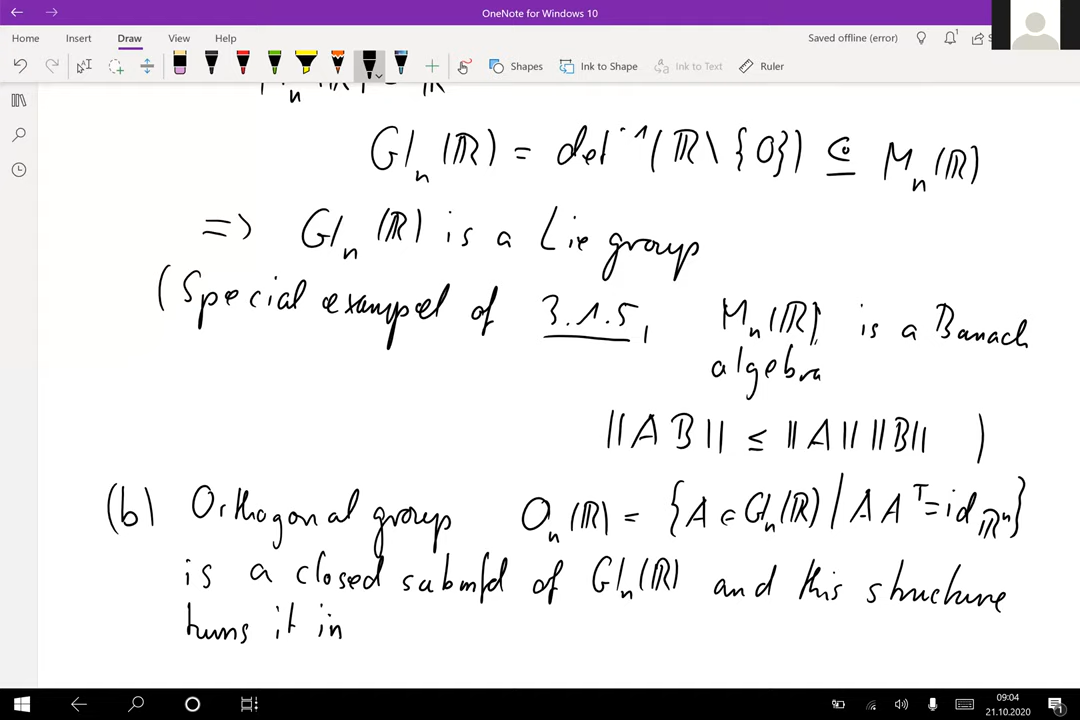 OneNote for Windows 10
Home Insert Draw View Help
Saved offline (error)
Shapes Ink to Shape Ink to Text Ruler
Gl_n(ℝ) = det^-1(ℝ\{0}) ⊆ M_n(ℝ)
=> Gl_n(ℝ) is a Lie group
(Special exampel of 3.1.5, M_n(ℝ) is a Banach
algebra
||AB|| ≤ ||A|| ||B|| )
(b) Orthogonal group O_n(ℝ) = {A ∈ Gl_n(ℝ) | A A^T = id_ℝ^n}
is a closed submfd of Gl_n(ℝ) and this structure
turns it in
09:04
21.10.2020